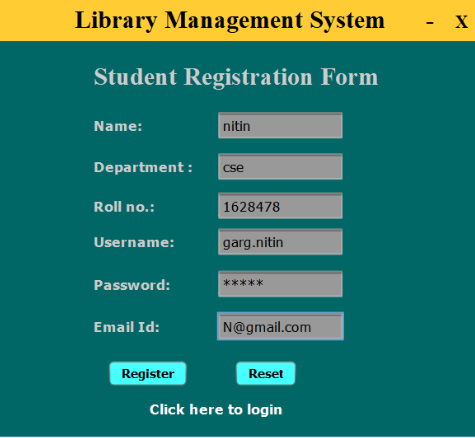 Library Management System - X
Student Registration Form
Name: nitin
Department : cse
Roll no.: 1628478
Username: garg.nitin
Password: *****
Email Id: N@gmail.com
Register Reset
Click here to login